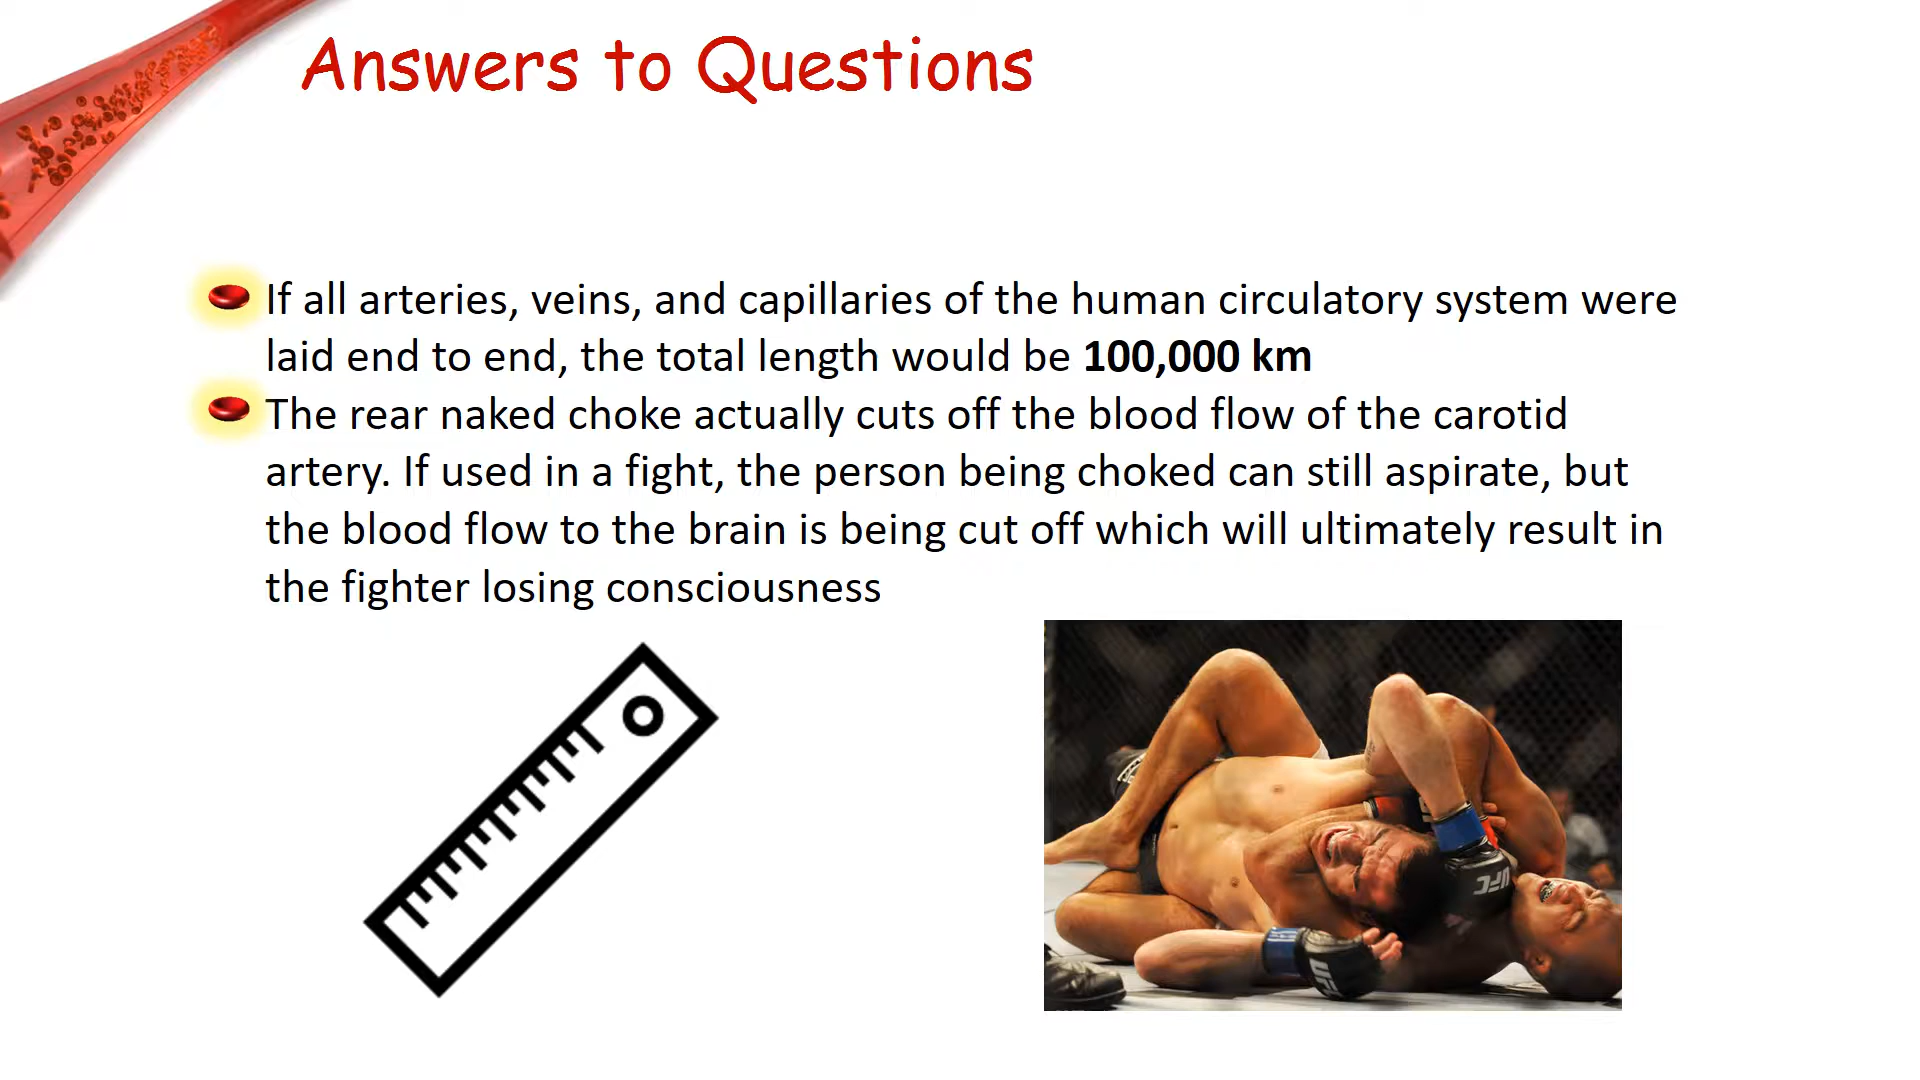 Answers to Questions
If all arteries, veins, and capillaries of the human circulatory system were
laid end to end, the total length would be 100,000 km
The rear naked choke actually cuts off the blood flow of the carotid
artery. If used in a fight, the person being choked can still aspirate, but
the blood flow to the brain is being cut off which will ultimately result in
the fighter losing consciousness
UFC
UFC